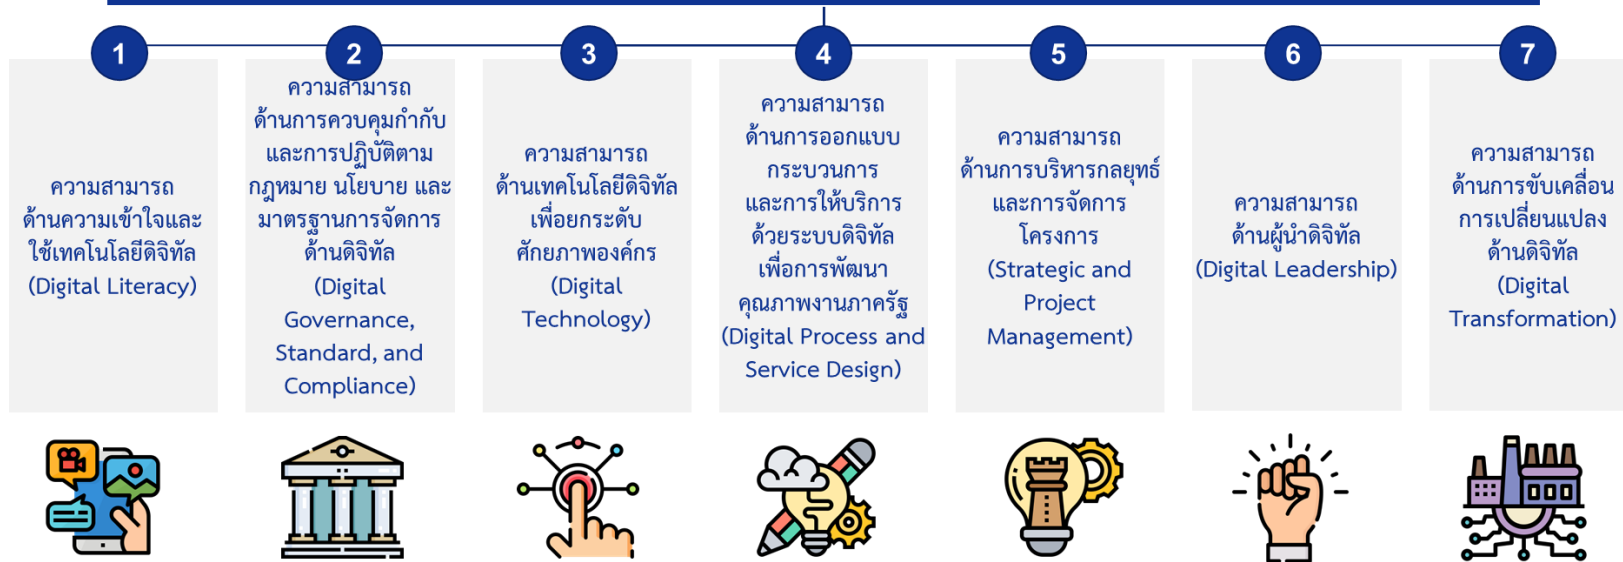 1
ความสามารถ
ด้านความเข้าใจและ
ใช้เทคโนโลยีดิจิทัล
(Digital Literacy)
2
ความสามารถ
ด้านการควบคุมกำกับ
และการปฏิบัติตาม
กฎหมาย นโยบาย และ
มาตรฐานการจัดการ
ด้านดิจิทัล
(Digital
Governance,
Standard, and
Compliance)
3
ความสามารถ
ด้านเทคโนโลยีดิจิทัล
เพื่อยกระดับ
ศักยภาพองค์กร
(Digital
Technology)
4
ความสามารถ
ด้านการออกแบบ
กระบวนการ
และการให้บริการ
ด้วยระบบดิจิทัล
เพื่อการพัฒนา
คุณภาพงานภาครัฐ
(Digital Process and
Service Design)
5
ความสามารถ
ด้านการบริหารกลยุทธ์
และการจัดการ
โครงการ
(Strategic and
Project
Management)
6
ความสามารถ
ด้านผู้นำดิจิทัล
(Digital Leadership)
7
ความสามารถ
ด้านการขับเคลื่อน
การเปลี่ยนแปลง
ด้านดิจิทัล
(Digital
Transformation)